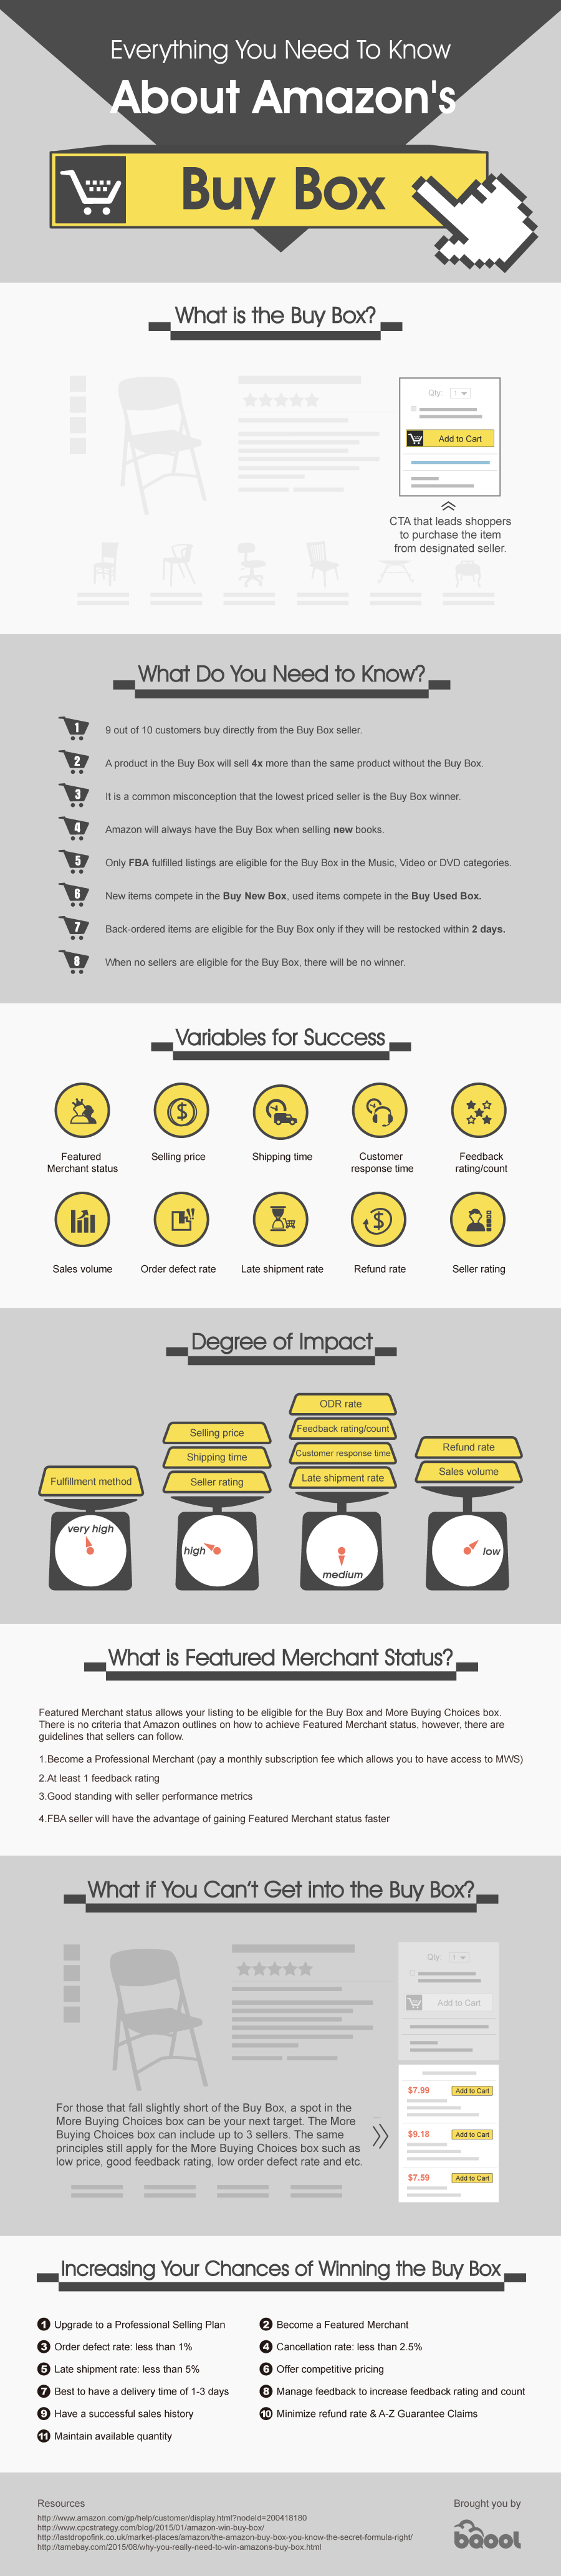 Everything You Need To Know
About Amazon's
Buy Box
What is the Buy Box?
Qty: 1
Add to Cart
CTA that leads shoppers
to purchase the item
from designated seller.
What Do You Need to Know?
1 9 out of 10 customers buy directly from the Buy Box seller.
2 A product in the Buy Box will sell 4x more than the same product without the Buy Box.
3 It is a common misconception that the lowest priced seller is the Buy Box winner.
4 Amazon will always have the Buy Box when selling new books.
5 Only FBA fulfilled listings are eligible for the Buy Box in the Music, Video or DVD categories.
6 New items compete in the Buy New Box, used items compete in the Buy Used Box.
7 Back-ordered items are eligible for the Buy Box only if they will be restocked within 2 days.
8 When no sellers are eligible for the Buy Box, there will be no winner.
Variables for Success
Featured
Merchant status
Selling price
Shipping time
Customer
response time
Feedback
rating/count
Sales volume
Order defect rate
Late shipment rate
Refund rate
Seller rating
Degree of Impact
Fulfillment method
very high
Selling price
Shipping time
Seller rating
high
ODR rate
Feedback rating/count
Customer response time
Late shipment rate
medium
Refund rate
Sales volume
low
What is Featured Merchant Status?
Featured Merchant status allows your listing to be eligible for the Buy Box and More Buying Choices box.
There is no criteria that Amazon outlines on how to achieve Featured Merchant status, however, there are
guidelines that sellers can follow.
1.Become a Professional Merchant (pay a monthly subscription fee which allows you to have access to MWS)
2.At least 1 feedback rating
3.Good standing with seller performance metrics
4.FBA seller will have the advantage of gaining Featured Merchant status faster
What if You Can't Get into the Buy Box?
Qty: 1
Add to Cart
For those that fall slightly short of the Buy Box, a spot in the
More Buying Choices box can be your next target. The More
Buying Choices box can include up to 3 sellers. The same
principles still apply for the More Buying Choices box such as
low price, good feedback rating, low order defect rate and etc.
$7.99 Add to Cart
$9.18 Add to Cart
$7.59 Add to Cart
Increasing Your Chances of Winning the Buy Box
1 Upgrade to a Professional Selling Plan
2 Become a Featured Merchant
3 Order defect rate: less than 1%
4 Cancellation rate: less than 2.5%
5 Late shipment rate: less than 5%
6 Offer competitive pricing
7 Best to have a delivery time of 1-3 days
8 Manage feedback to increase feedback rating and count
9 Have a successful sales history
10 Minimize refund rate & A-Z Guarantee Claims
11 Maintain available quantity
Resources
http://www.amazon.com/gp/help/customer/display.html?nodeId=200418180
http://www.cpcstrategy.com/blog/2015/01/amazon-win-buy-box/
http://lastdropofink.co.uk/market-places/amazon/the-amazon-buy-box-you-know-the-secret-formula-right/
http://tamebay.com/2015/08/why-you-really-need-to-win-amazons-buy-box.html
Brought you by
bqool